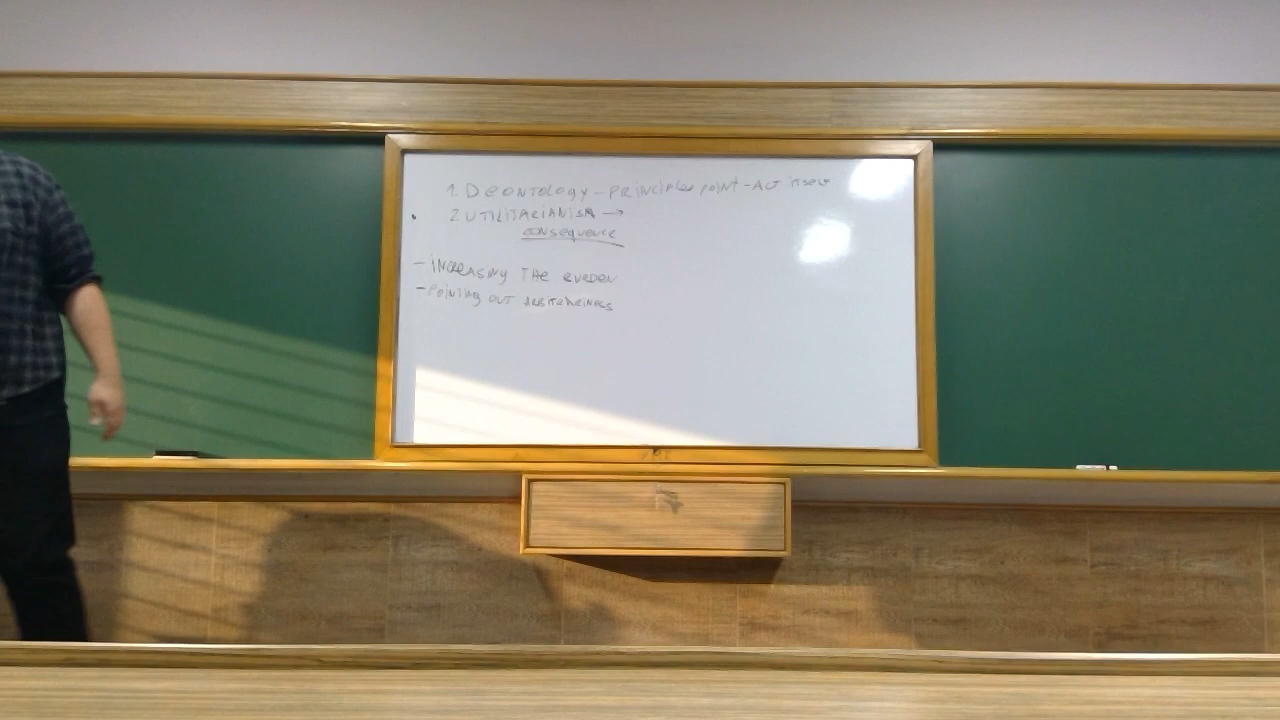 1. DEONTOLOGY - PRINCIPLES POINT - ACT ITSELF
2. UTILITARIANISM →
CONSEQUENCE
- INCREASING THE BURDEN
- POINTING OUT